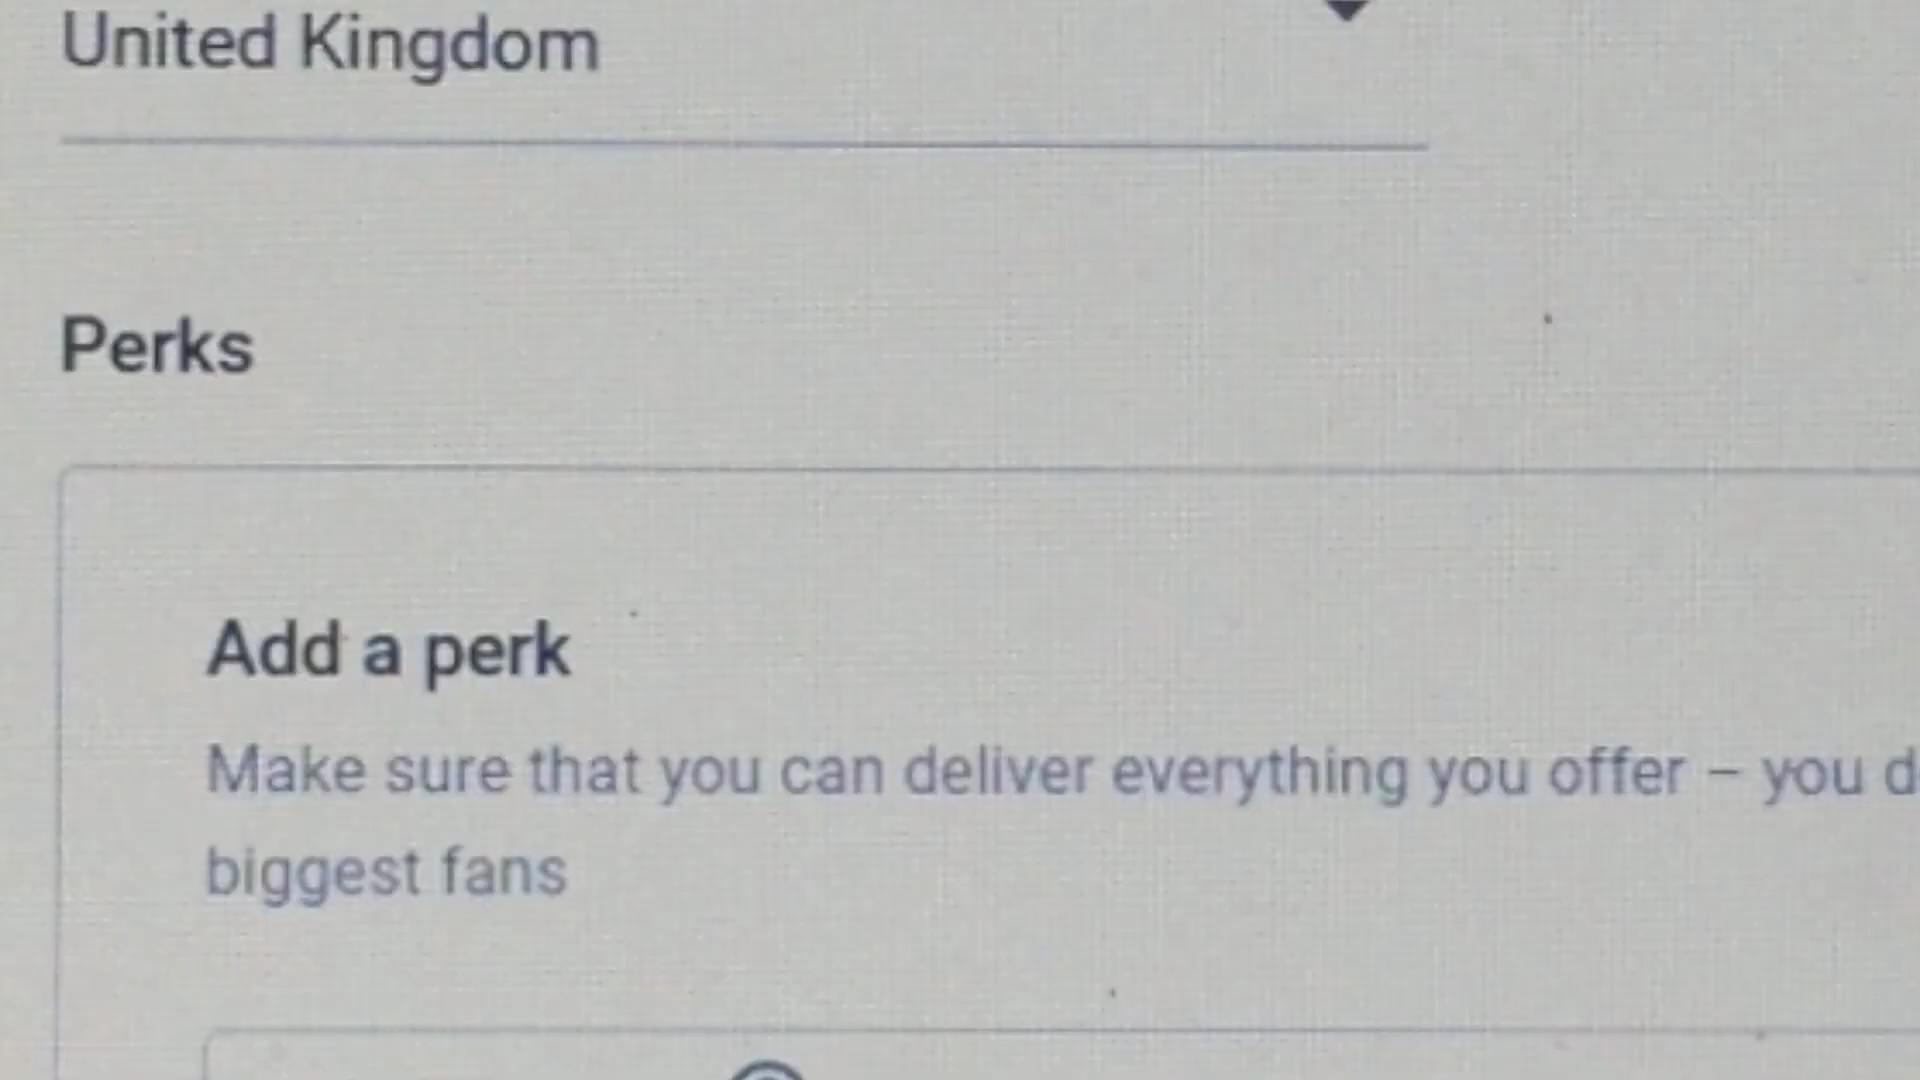 United Kingdom
Perks
Add a perk
Make sure that you can deliver everything you offer – you
biggest fans